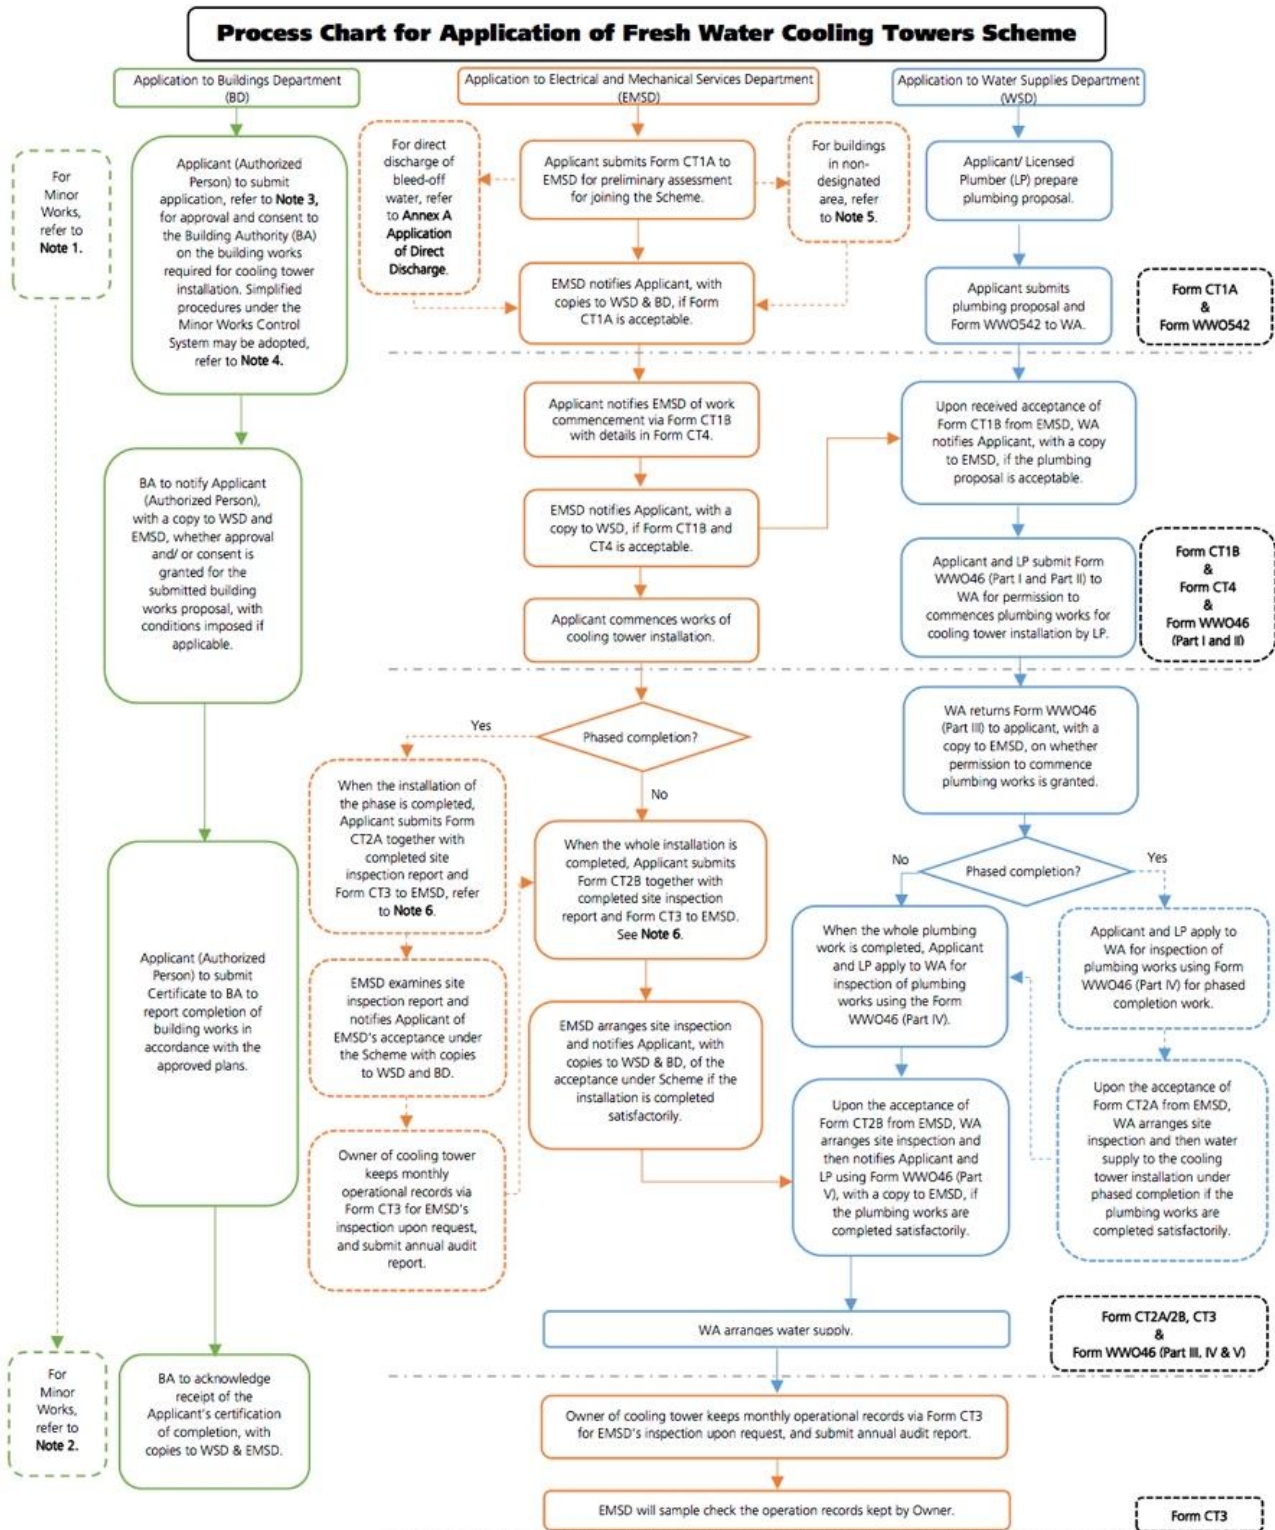 Process Chart for Application of Fresh Water Cooling Towers Scheme
Application to Buildings Department
(BD)
Application to Electrical and Mechanical Services Department
(EMSD)
Application to Water Supplies Department
(WSD)
For
Minor
Works,
refer to
Note 1.
Applicant (Authorized
Person) to submit
application, refer to Note 3,
for approval and consent to
the Building Authority (BA)
on the building works
required for cooling tower
installation. Simplified
procedures under the
Minor Works Control
System may be adopted,
refer to Note 4.
For direct
discharge of
bleed-off
water, refer
to Annex A
Application
of Direct
Discharge.
Applicant submits Form CT1A to
EMSD for preliminary assessment
for joining the Scheme.
For buildings
in non-
designated
area, refer
to Note 5.
Applicant/ Licensed
Plumber (LP) prepare
plumbing proposal.
EMSD notifies Applicant, with
copies to WSD & BD, if Form
CT1A is acceptable.
Applicant submits
plumbing proposal and
Form WWO542 to WA.
Form CT1A
&
Form WWO542
Applicant notifies EMSD of work
commencement via Form CT1B
with details in Form CT4.
Upon received acceptance of
Form CT1B from EMSD, WA
notifies Applicant, with a copy
to EMSD, if the plumbing
proposal is acceptable.
BA to notify Applicant
(Authorized Person),
with a copy to WSD and
EMSD, whether approval
and/ or consent is
granted for the
submitted building
works proposal, with
conditions imposed if
applicable.
EMSD notifies Applicant, with a
copy to WSD, if Form CT1B and
CT4 is acceptable.
Applicant and LP submit Form
WWO46 (Part I and Part II) to
WA for permission to
commences plumbing works for
cooling tower installation by LP.
Form CT1B
&
Form CT4
&
Form WWO46
(Part I and II)
Applicant commences works of
cooling tower installation.
Yes
Phased completion?
No
WA returns Form WWO46
(Part III) to applicant, with a
copy to EMSD, on whether
permission to commence
plumbing works is granted.
When the installation of
the phase is completed,
Applicant submits Form
CT2A together with
completed site
inspection report and
Form CT3 to EMSD, refer
to Note 6.
When the whole installation is
completed, Applicant submits
Form CT2B together with
completed site inspection
report and Form CT3 to EMSD.
See Note 6.
No
Phased completion?
Yes
When the whole plumbing
work is completed, Applicant
and LP apply to WA for
inspection of plumbing
works using the Form
WWO46 (Part IV).
Applicant and LP apply to
WA for inspection of
plumbing works using Form
WWO46 (Part IV) for phased
completion work.
Applicant (Authorized
Person) to submit
Certificate to BA to
report completion of
building works in
accordance with the
approved plans.
EMSD examines site
inspection report and
notifies Applicant of
EMSD's acceptance under
the Scheme with copies
to WSD and BD.
EMSD arranges site inspection
and notifies Applicant, with
copies to WSD & BD, of the
acceptance under Scheme if the
installation is completed
satisfactorily.
Upon the acceptance of
Form CT2B from EMSD, WA
arranges site inspection and
then notifies Applicant and
LP using Form WWO46 (Part
V), with a copy to EMSD, if
the plumbing works are
completed satisfactorily.
Upon the acceptance of
Form CT2A from EMSD,
WA arranges site
inspection and then water
supply to the cooling
tower installation under
phased completion if the
plumbing works are
completed satisfactorily.
Owner of cooling tower
keeps monthly
operational records via
Form CT3 for EMSD's
inspection upon request,
and submit annual audit
report.
WA arranges water supply.
Form CT2A/2B, CT3
&
Form WWO46 (Part III, IV & V)
For
Minor
Works,
refer to
Note 2.
BA to acknowledge
receipt of the
Applicant's certification
of completion, with
copies to WSD & EMSD.
Owner of cooling tower keeps monthly operational records via Form CT3
for EMSD's inspection upon request, and submit annual audit report.
EMSD will sample check the operation records kept by Owner.
Form CT3